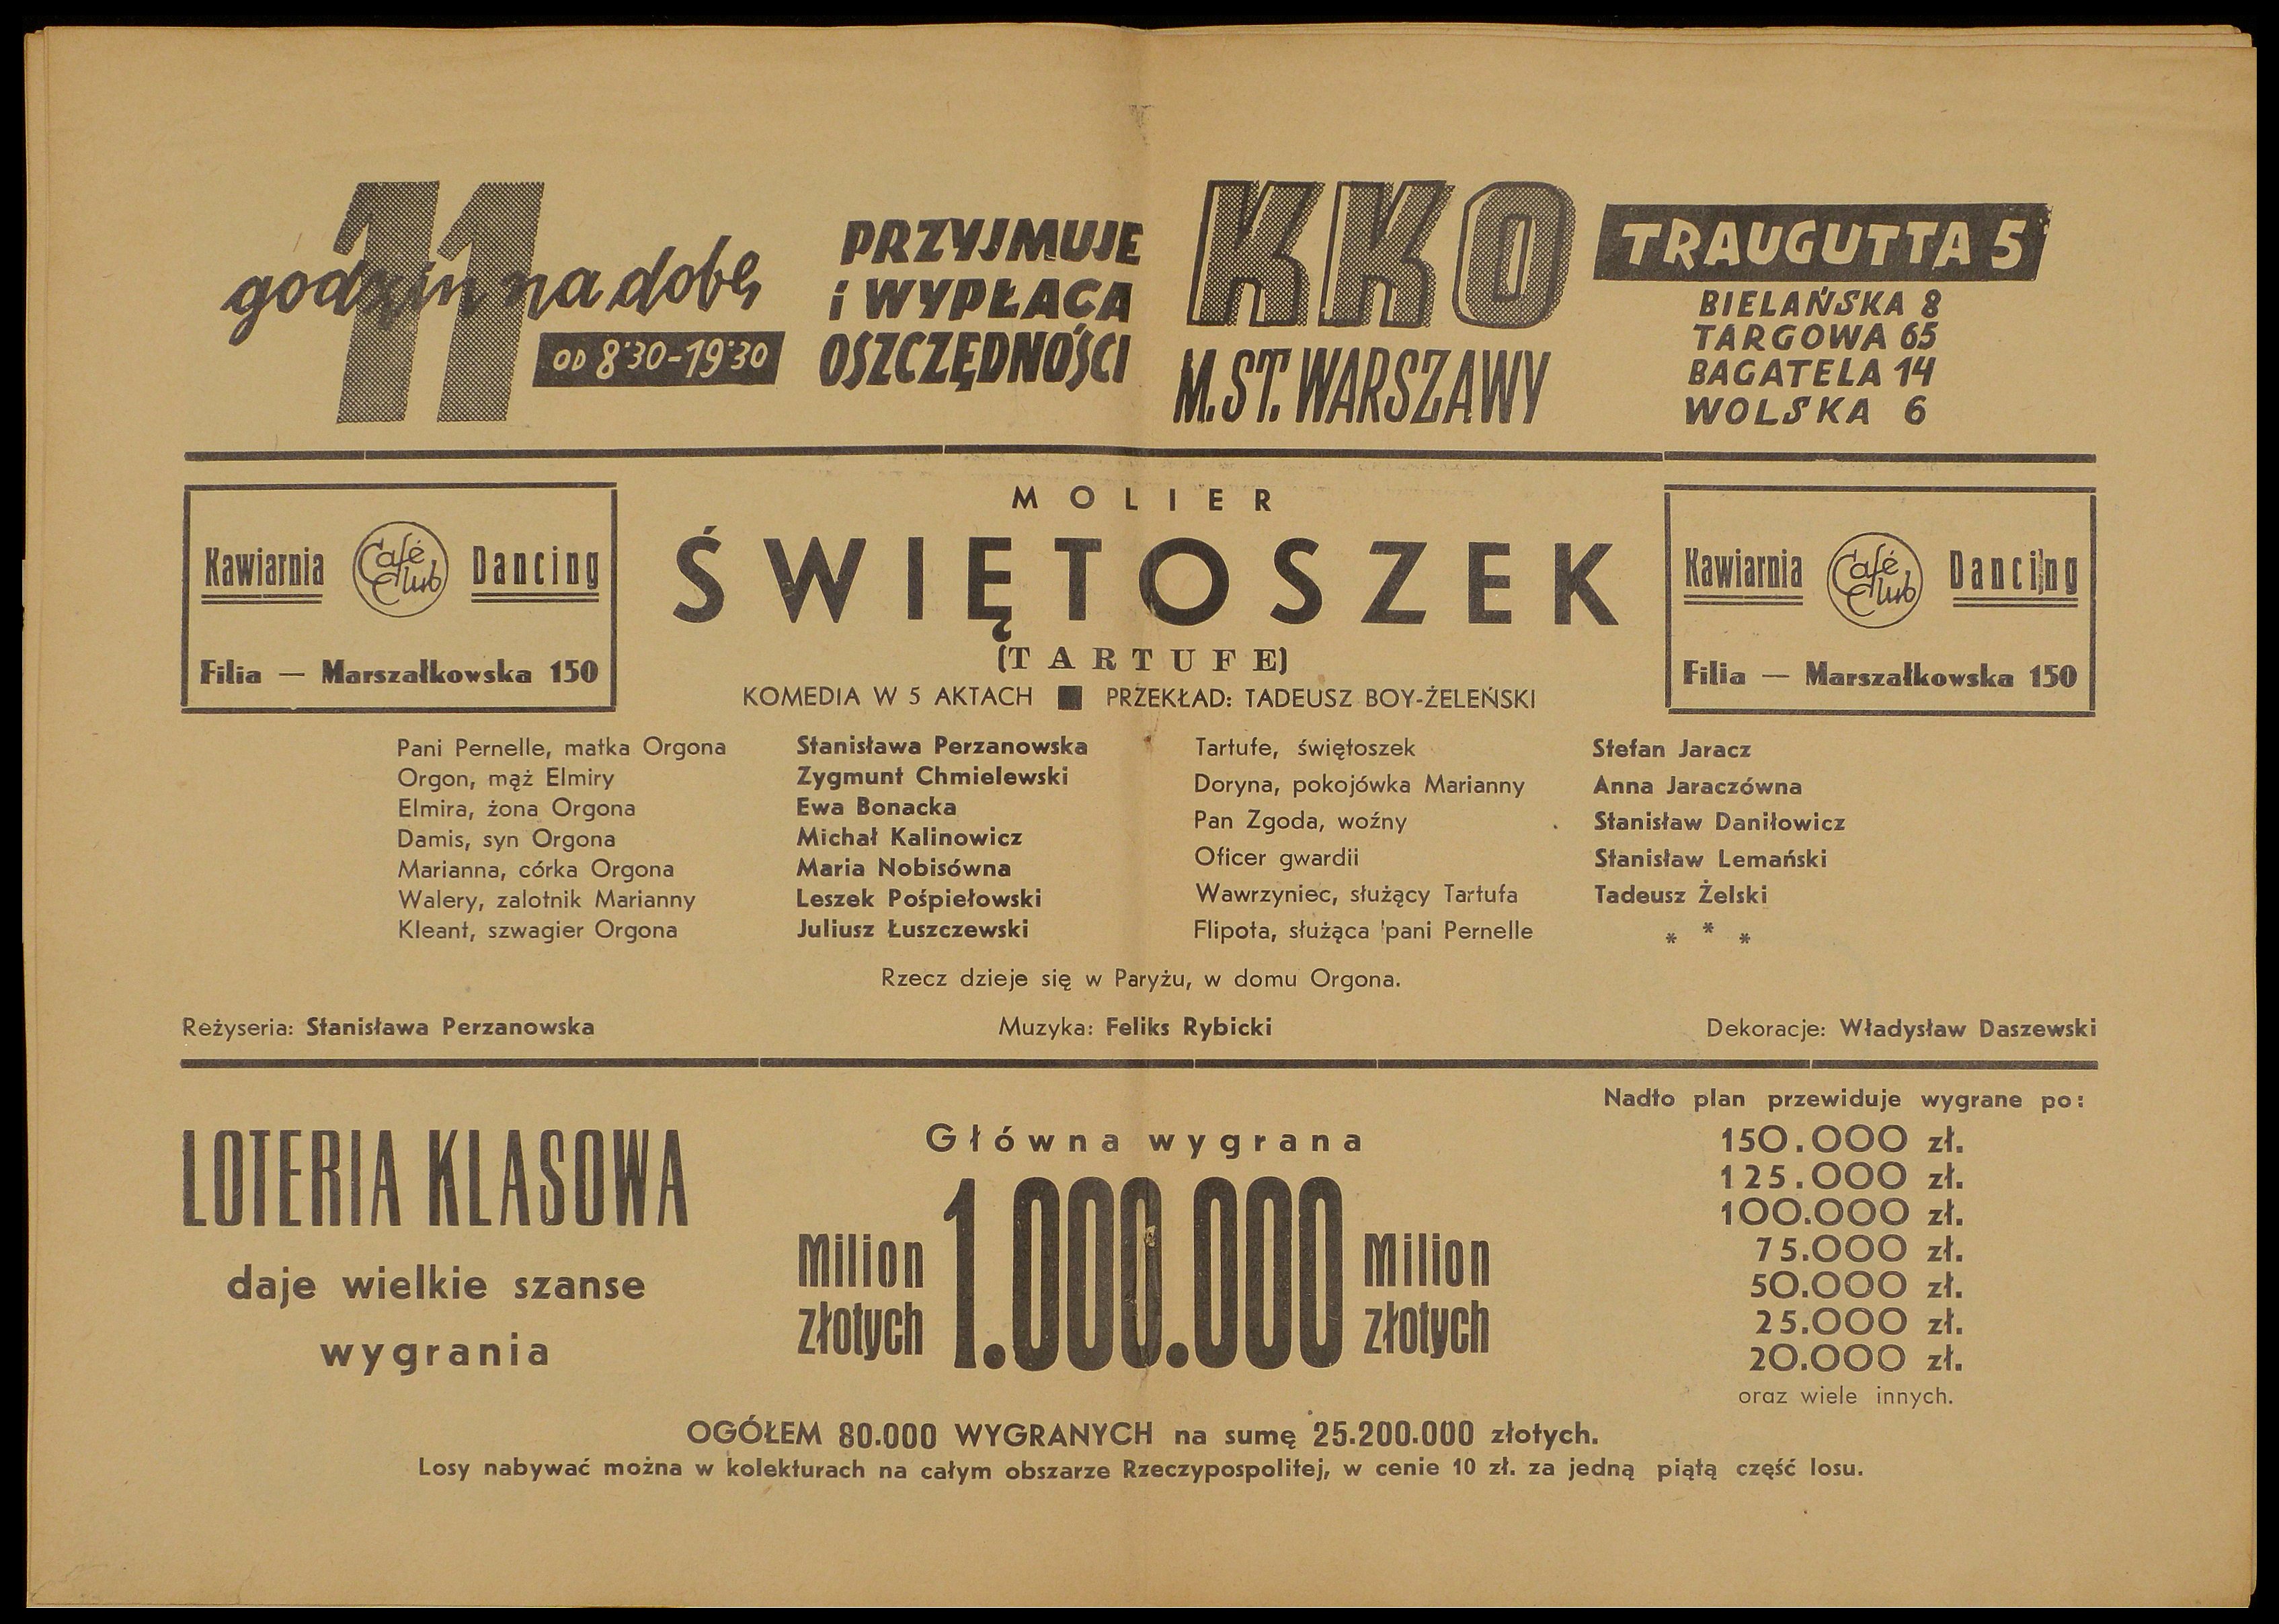 11
godzin na dobę
OD 8·30-19·30
PRZYJMUJE
i WYPŁACA
OSZCZĘDNOŚCI
KKO
M.ST. WARSZAWY
TRAUGUTTA 5
BIELAŃSKA 8
TARGOWA 65
BAGATELA 14
WOLSKA 6
Kawiarnia Café Club Dancing
Filia — Marszałkowska 150
MOLIER
ŚWIĘTOSZEK
(TARTUFE)
KOMEDIA W 5 AKTACH ■ PRZEKŁAD: TADEUSZ BOY-ŻELEŃSKI
Kawiarnia Café Club Dancing
Filia — Marszałkowska 150
Pani Pernelle, matka Orgona Stanisława Perzanowska
Orgon, mąż Elmiry Zygmunt Chmielewski
Elmira, żona Orgona Ewa Bonacka
Damis, syn Orgona Michał Kalinowicz
Marianna, córka Orgona Maria Nobisówna
Walery, zalotnik Marianny Leszek Pośpiełowski
Kleant, szwagier Orgona Juliusz Łuszczewski
Tartufe, świętoszek Stefan Jaracz
Doryna, pokojówka Marianny Anna Jaraczówna
Pan Zgoda, woźny Stanisław Daniłowicz
Oficer gwardii Stanisław Lemański
Wawrzyniec, służący Tartufa Tadeusz Żelski
Flipota, służąca 'pani Pernelle * * *
Rzecz dzieje się w Paryżu, w domu Orgona.
Reżyseria: Stanisława Perzanowska Muzyka: Feliks Rybicki Dekoracje: Władysław Daszewski
LOTERIA KLASOWA
daje wielkie szanse
wygrania
Główna wygrana
Milion złotych 1.000.000 Milion złotych
Nadto plan przewiduje wygrane po:
150.000 zł.
125.000 zł.
100.000 zł.
75.000 zł.
50.000 zł.
25.000 zł.
20.000 zł.
oraz wiele innych.
OGÓŁEM 80.000 WYGRANYCH na sumę 25.200.000 złotych.
Losy nabywać można w kolekturach na całym obszarze Rzeczypospolitej, w cenie 10 zł. za jedną piątą część losu.